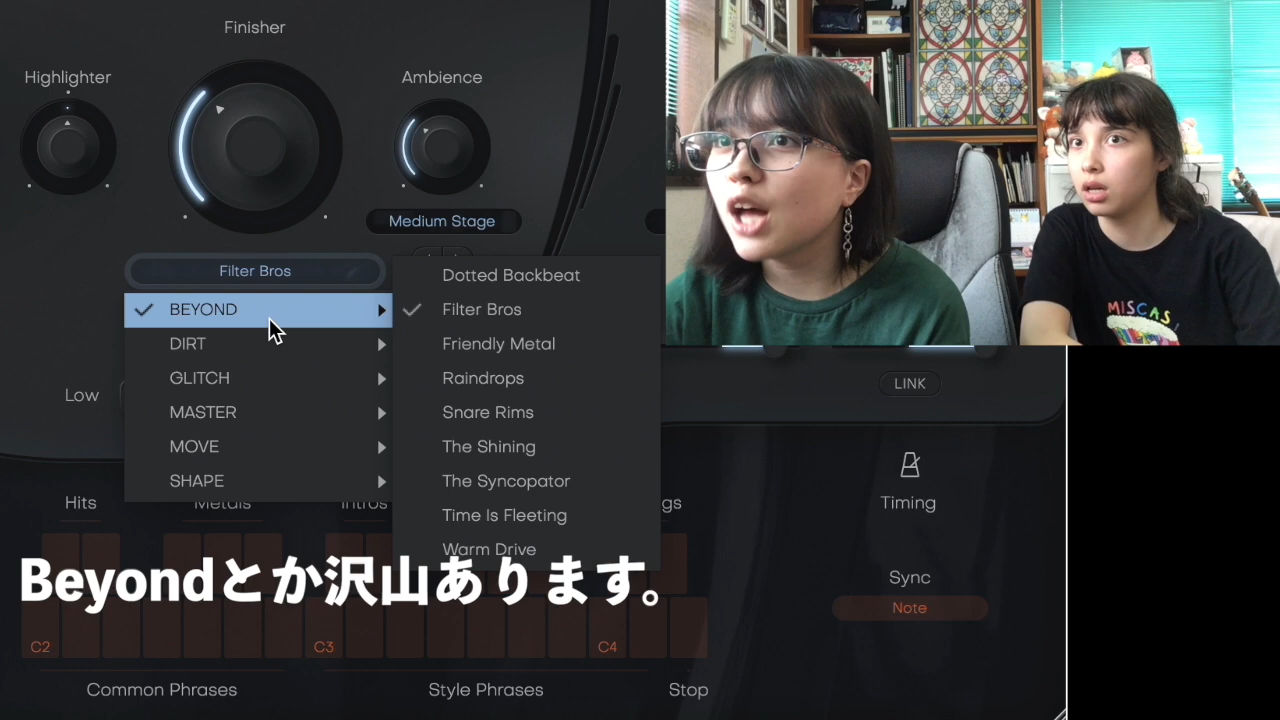 Finisher
Highlighter
Ambience
Medium Stage
Filter Bros
BEYOND
DIRT
GLITCH
MASTER
MOVE
SHAPE
Dotted Backbeat
Filter Bros
Friendly Metal
Raindrops
Snare Rims
The Shining
The Syncopator
Time Is Fleeting
Warm Drive
Low
LINK
Hits
Metals
Intros
gs
Timing
Sync
Note
Beyondとか沢山あります。
C2
C3
C4
Common Phrases
Style Phrases
Stop